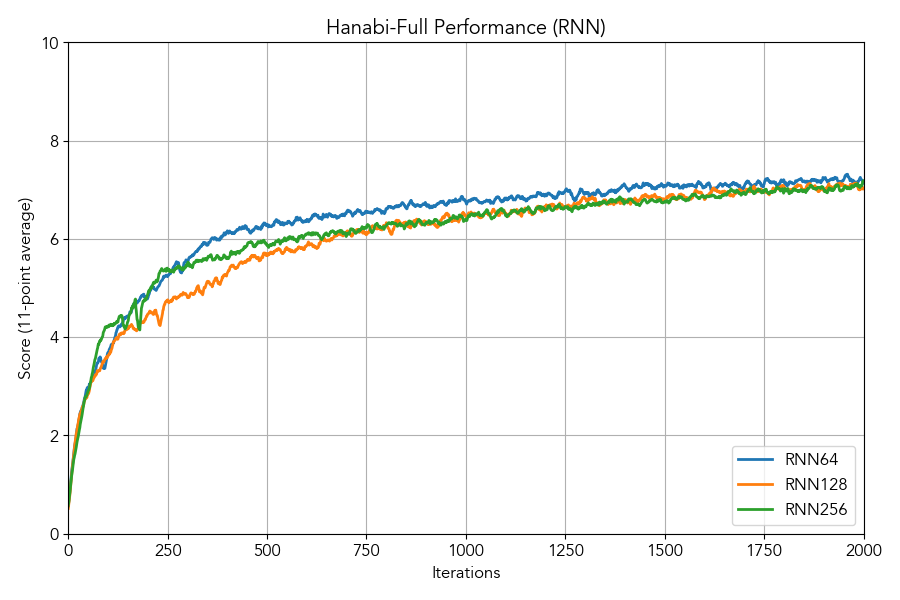 Hanabi-Full Performance (RNN)
Score (11-point average)
10
8
6
4
2
0
0 250 500 750 1000 1250 1500 1750 2000
Iterations
RNN64
RNN128
RNN256